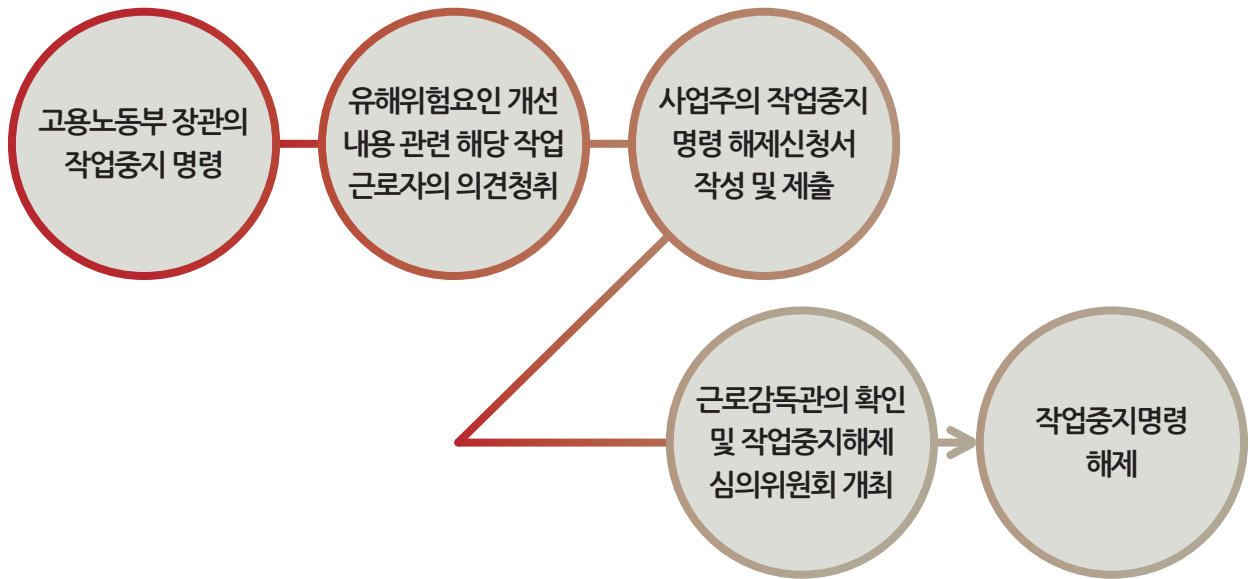 고용노동부 장관의
작업중지 명령
유해위험요인 개선
내용 관련 해당 작업
근로자의 의견청취
사업주의 작업중지
명령 해제신청서
작성 및 제출
근로감독관의 확인
및 작업중지해제
심의위원회 개최
작업중지명령
해제